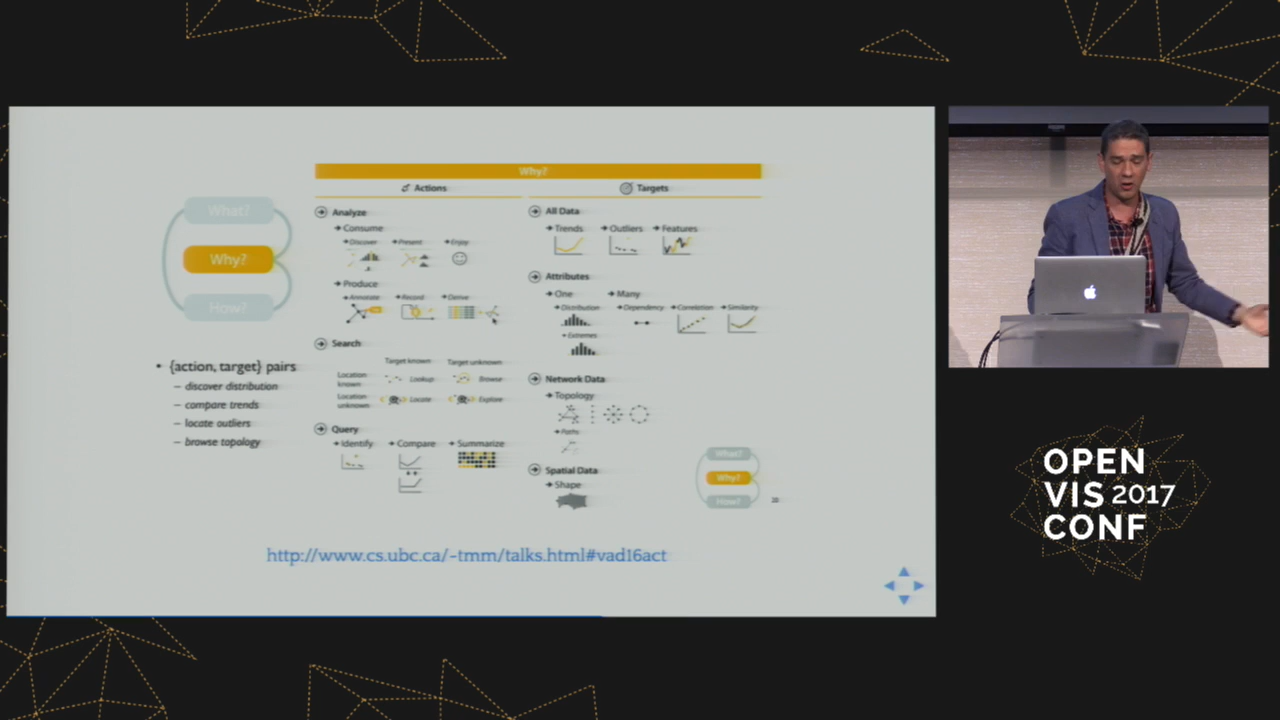 Why?
Actions
Targets
What?
Why?
How?
{action, target} pairs
– discover distribution
– compare trends
– locate outliers
– browse topology
Analyze
Consume
Discover Present Enjoy
Produce
Annotate Record Derive
Search
Target known Target unknown
Location known Lookup Browse
Location unknown Locate Explore
Query
Identify Compare Summarize
All Data
Trends Outliers Features
Attributes
One Many
Distribution Dependency Correlation Similarity
Extremes
Network Data
Topology
Paths
Spatial Data
Shape
What?
Why?
How?
http://www.cs.ubc.ca/~tmm/talks.html#vad16act
OPEN
VIS 2017
CONF